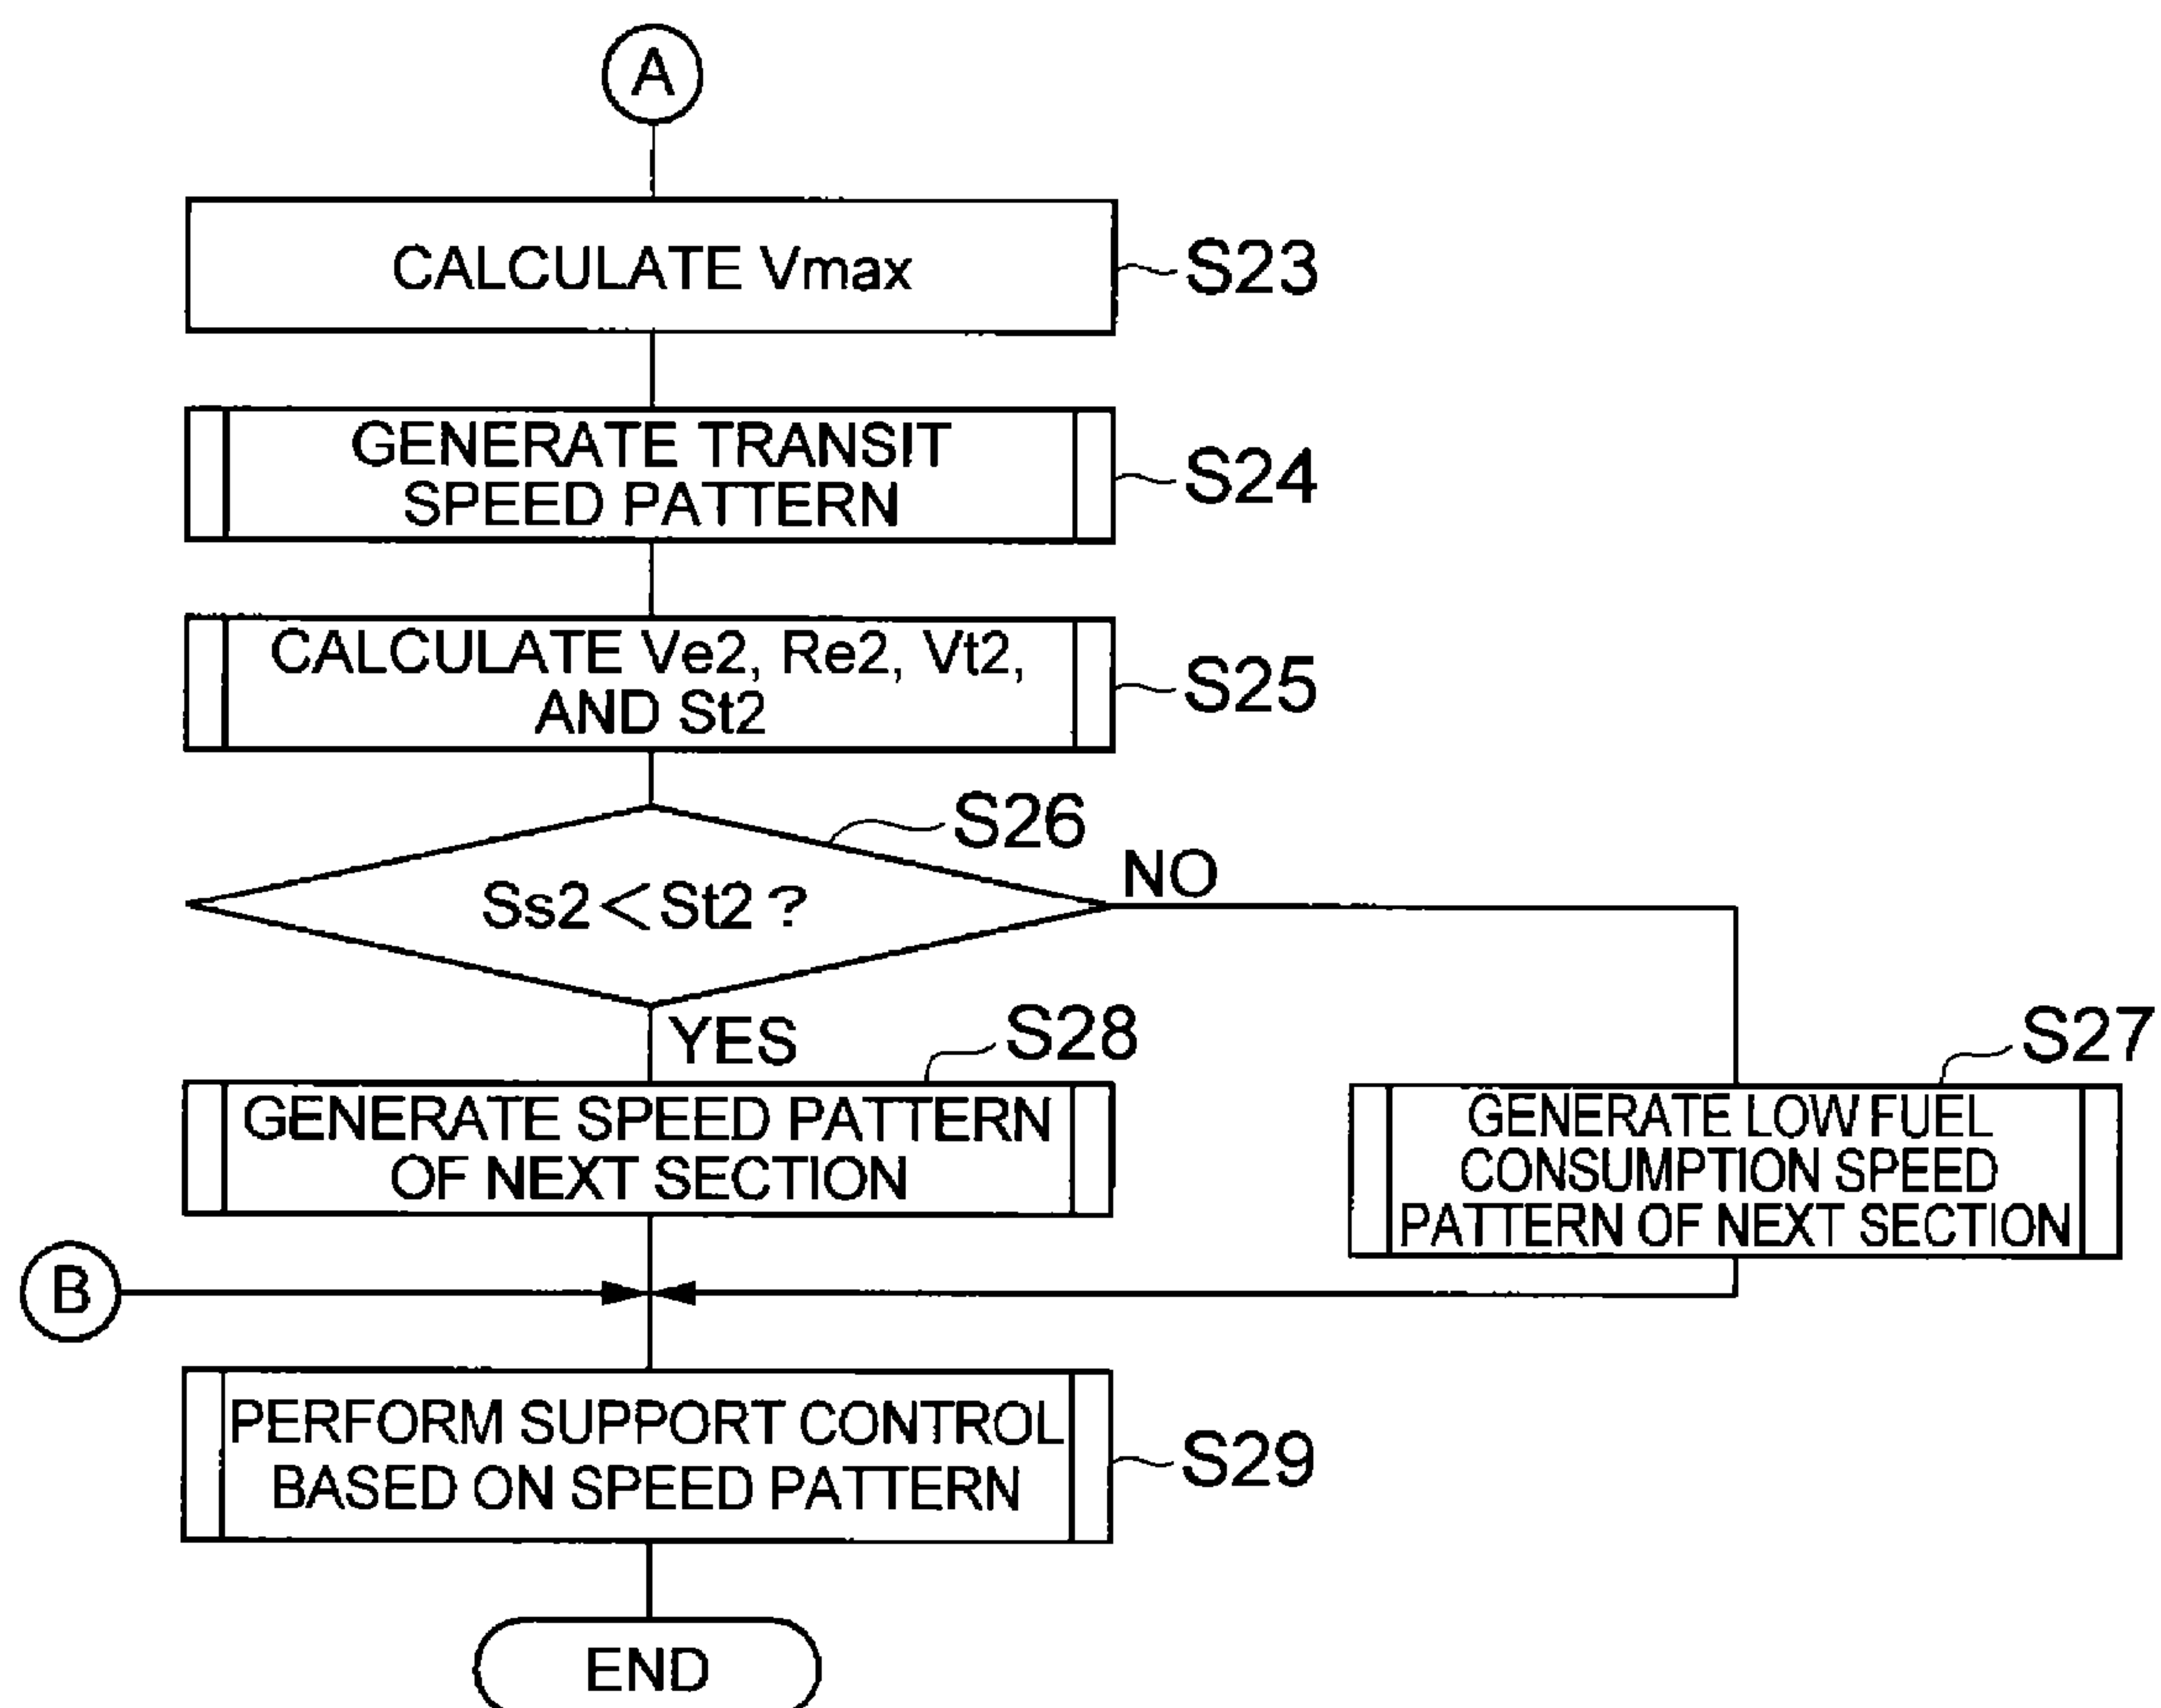 A
CALCULATE Vmax
S23
GENERATE TRANSIT
SPEED PATTERN
S24
CALCULATE Ve2, Re2, Vt2,
AND St2
S25
S26
Ss2<St2?
NO
YES
S28
S27
GENERATE SPEED PATTERN
OF NEXT SECTION
GENERATE LOW FUEL
CONSUMPTION SPEED
PATTERN OF NEXT SECTION
B
PERFORM SUPPORT CONTROL
BASED ON SPEED PATTERN
S29
END